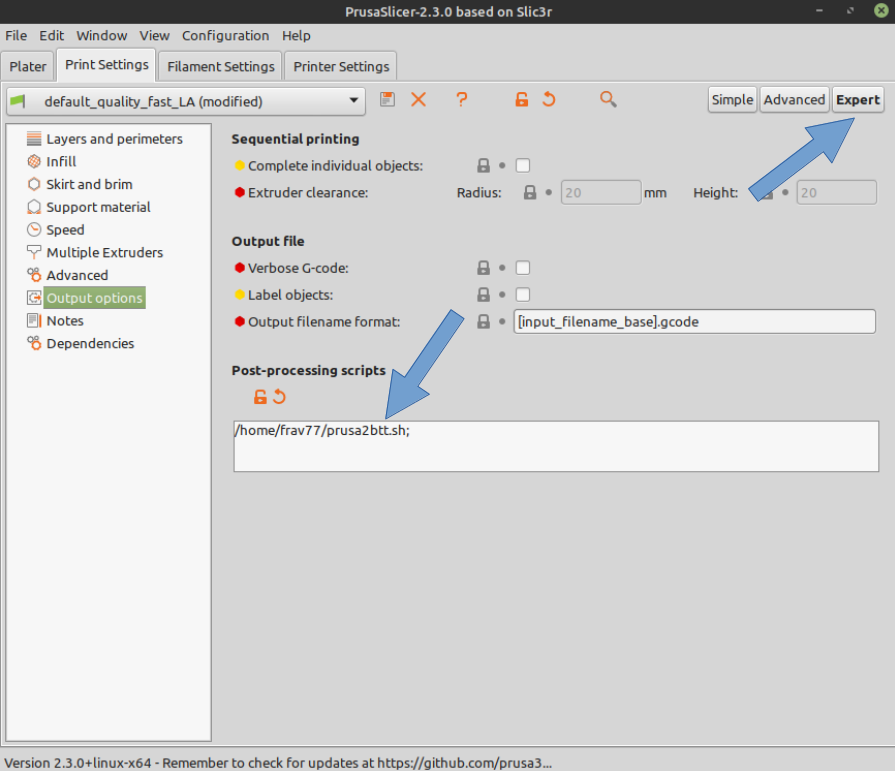 PrusaSlicer-2.3.0 based on Slic3r
File Edit Window View Configuration Help
Plater Print Settings Filament Settings Printer Settings
default_quality_fast_LA (modified) Simple Advanced Expert
Layers and perimeters
Infill
Skirt and brim
Support material
Speed
Multiple Extruders
Advanced
Output options
Notes
Dependencies
Sequential printing
Complete individual objects:
Extruder clearance: Radius: 20 mm Height: 20
Output file
Verbose G-code:
Label objects:
Output filename format: [input_filename_base].gcode
Post-processing scripts
/home/frav77/prusa2btt.sh;
Version 2.3.0+linux-x64 - Remember to check for updates at https://github.com/prusa3...